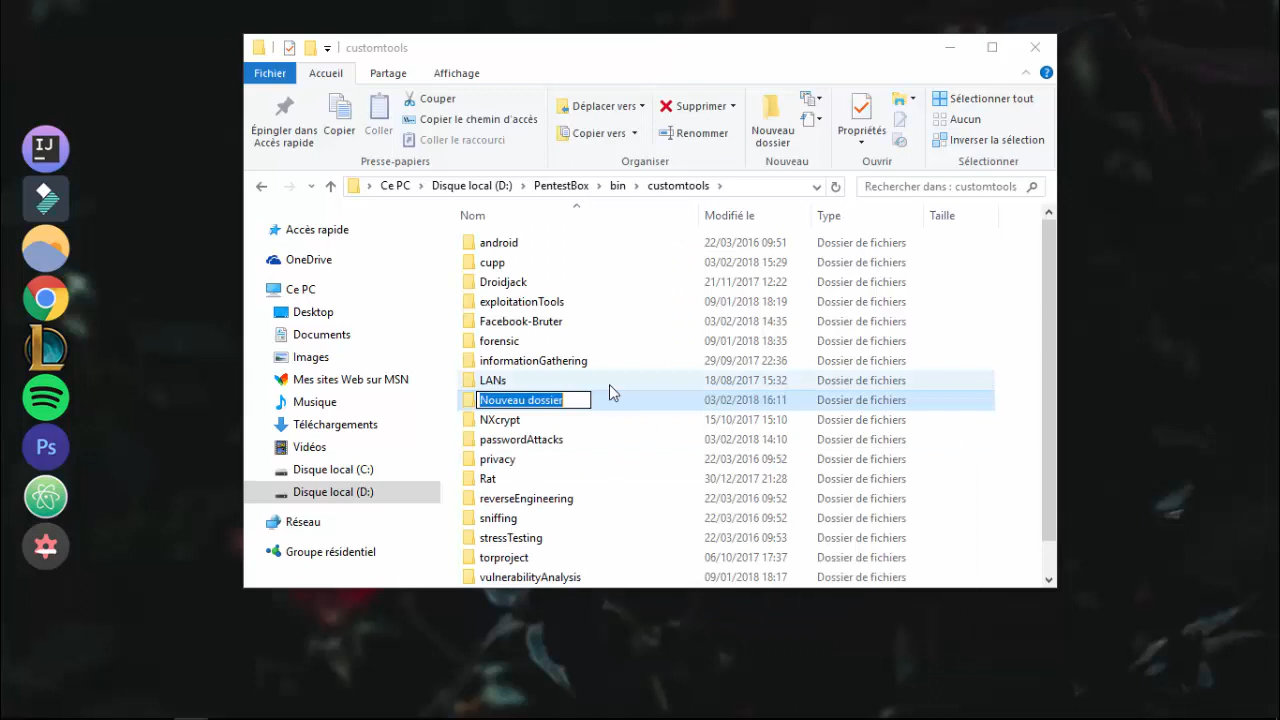 customtools
Fichier Accueil Partage Affichage
Épingler dans Accès rapide
Copier
Coller
Couper
Copier le chemin d'accès
Coller le raccourci
Presse-papiers
Déplacer vers
Copier vers
Supprimer
Renommer
Organiser
Nouveau dossier
Nouveau
Propriétés
Ouvrir
Sélectionner tout
Aucun
Inverser la sélection
Sélectionner
Ce PC > Disque local (D:) > PentestBox > bin > customtools >
Rechercher dans : customtools
Accès rapide
OneDrive
Ce PC
Desktop
Documents
Images
Mes sites Web sur MSN
Musique
Téléchargements
Vidéos
Disque local (C:)
Disque local (D:)
Réseau
Groupe résidentiel
Nom Modifié le Type Taille
android 22/03/2016 09:51 Dossier de fichiers
cupp 03/02/2018 15:29 Dossier de fichiers
Droidjack 21/11/2017 12:22 Dossier de fichiers
exploitationTools 09/01/2018 18:19 Dossier de fichiers
Facebook-Bruter 03/02/2018 14:35 Dossier de fichiers
forensic 09/01/2018 18:35 Dossier de fichiers
informationGathering 29/09/2017 22:36 Dossier de fichiers
LANs 18/08/2017 15:32 Dossier de fichiers
Nouveau dossier 03/02/2018 16:11 Dossier de fichiers
NXcrypt 15/10/2017 15:10 Dossier de fichiers
passwordAttacks 03/02/2018 14:10 Dossier de fichiers
privacy 22/03/2016 09:52 Dossier de fichiers
Rat 30/12/2017 21:28 Dossier de fichiers
reverseEngineering 22/03/2016 09:52 Dossier de fichiers
sniffing 22/03/2016 09:52 Dossier de fichiers
stressTesting 22/03/2016 09:53 Dossier de fichiers
torproject 06/10/2017 17:37 Dossier de fichiers
vulnerabilityAnalysis 09/01/2018 18:17 Dossier de fichiers
IJ
Ps